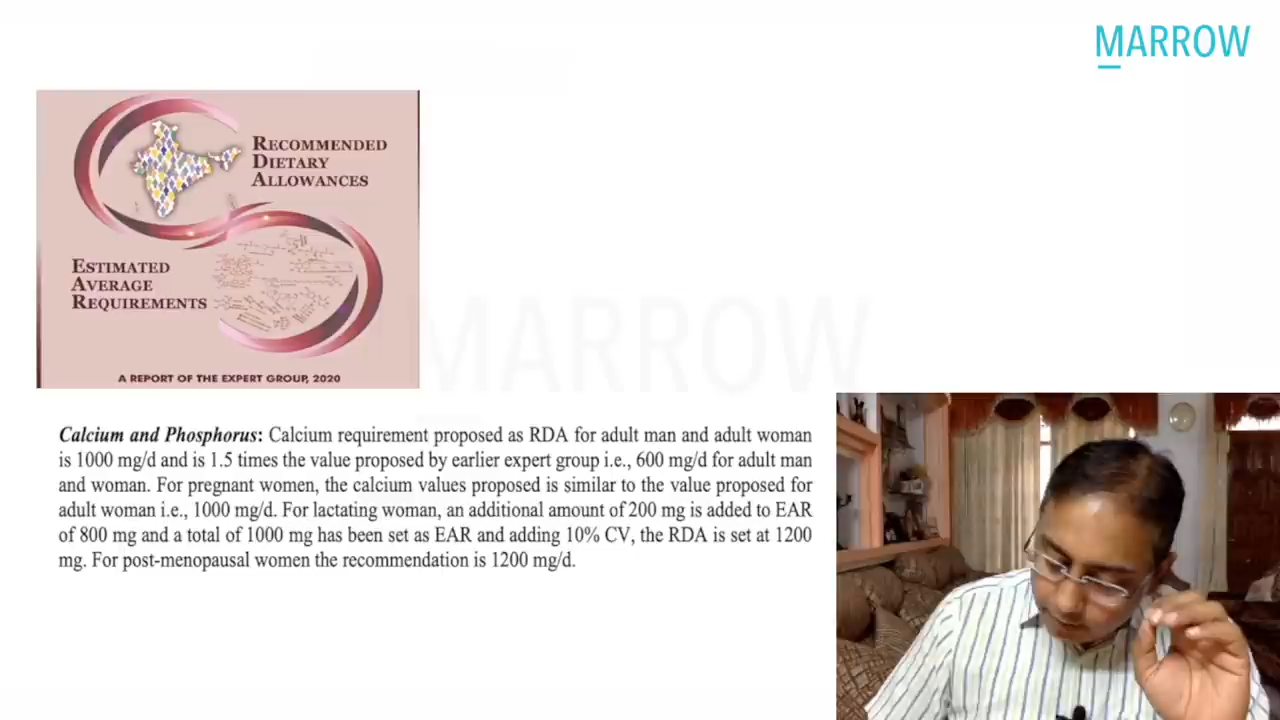 MARROW
RECOMMENDED
DIETARY
ALLOWANCES
ESTIMATED
AVERAGE
REQUIREMENTS
A REPORT OF THE EXPERT GROUP, 2020
MARROW
Calcium and Phosphorus: Calcium requirement proposed as RDA for adult man and adult woman
is 1000 mg/d and is 1.5 times the value proposed by earlier expert group i.e., 600 mg/d for adult man
and woman. For pregnant women, the calcium values proposed is similar to the value proposed for
adult woman i.e., 1000 mg/d. For lactating woman, an additional amount of 200 mg is added to EAR
of 800 mg and a total of 1000 mg has been set as EAR and adding 10% CV, the RDA is set at 1200
mg. For post-menopausal women the recommendation is 1200 mg/d.